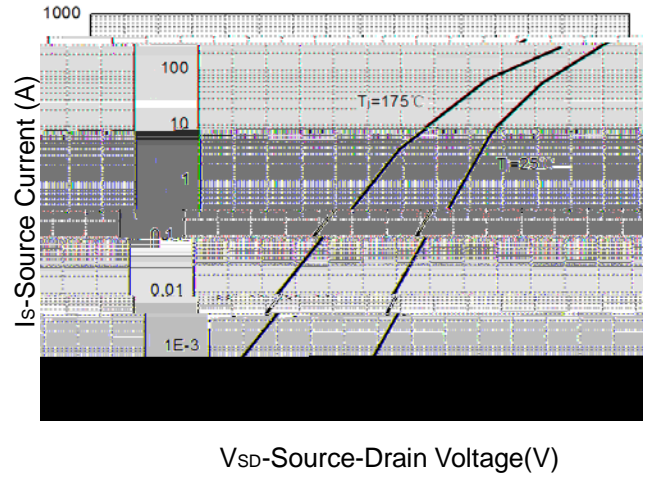 1000
100
10
1
0.1
0.01
1E-3
Tj=175℃
Tj=25℃
Is-Source Current (A)
VSD-Source-Drain Voltage(V)